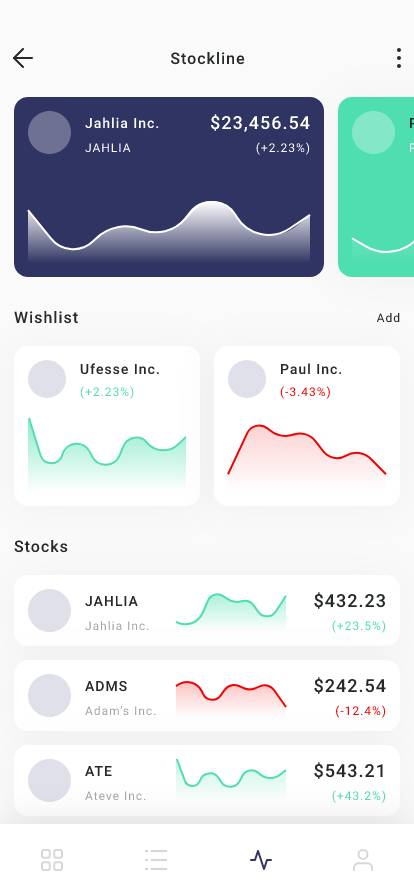 Stockline
Jahlia Inc.
$23,456.54
JAHLIA
(+2.23%)
Wishlist
Add
Ufesse Inc.
(+2.23%)
Paul Inc.
(-3.43%)
Stocks
JAHLIA
$432.23
Jahlia Inc.
(+23.5%)
ADMS
$242.54
Adam's Inc.
(-12.4%)
ATE
$543.21
Ateve Inc.
(+43.2%)